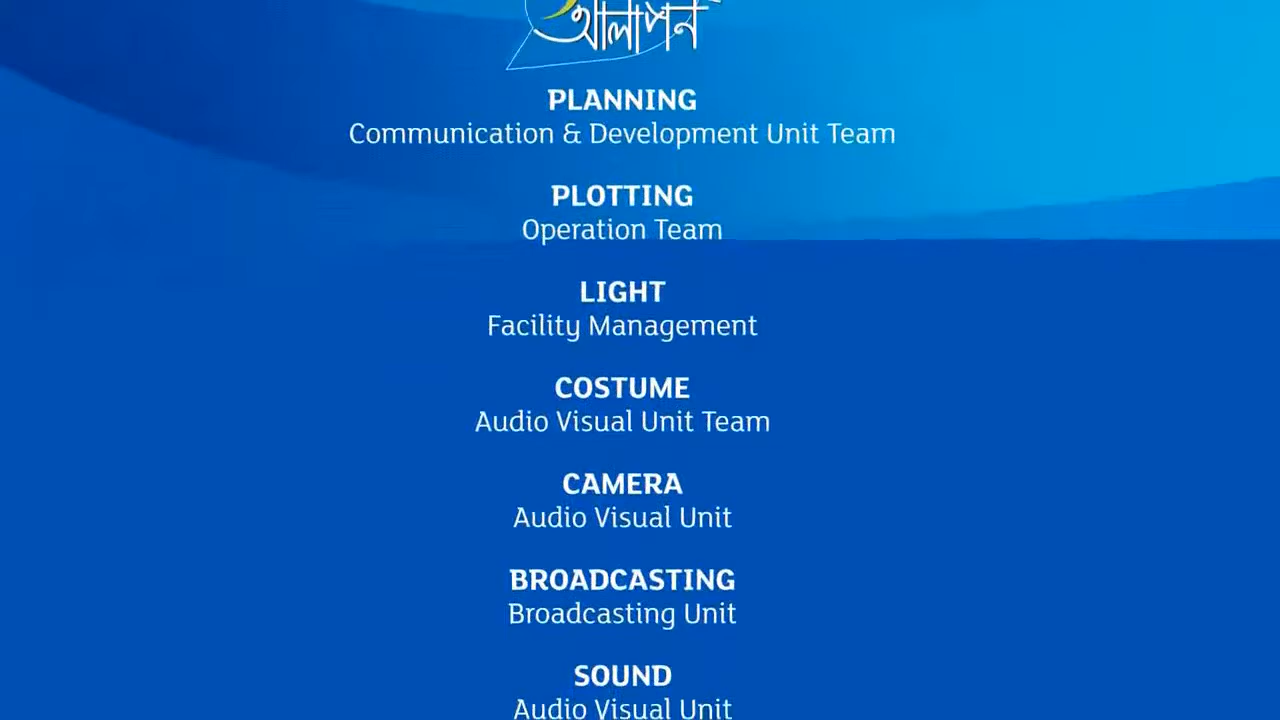 আলাপন
PLANNING
Communication & Development Unit Team
PLOTTING
Operation Team
LIGHT
Facility Management
COSTUME
Audio Visual Unit Team
CAMERA
Audio Visual Unit
BROADCASTING
Broadcasting Unit
SOUND
Audio Visual Unit